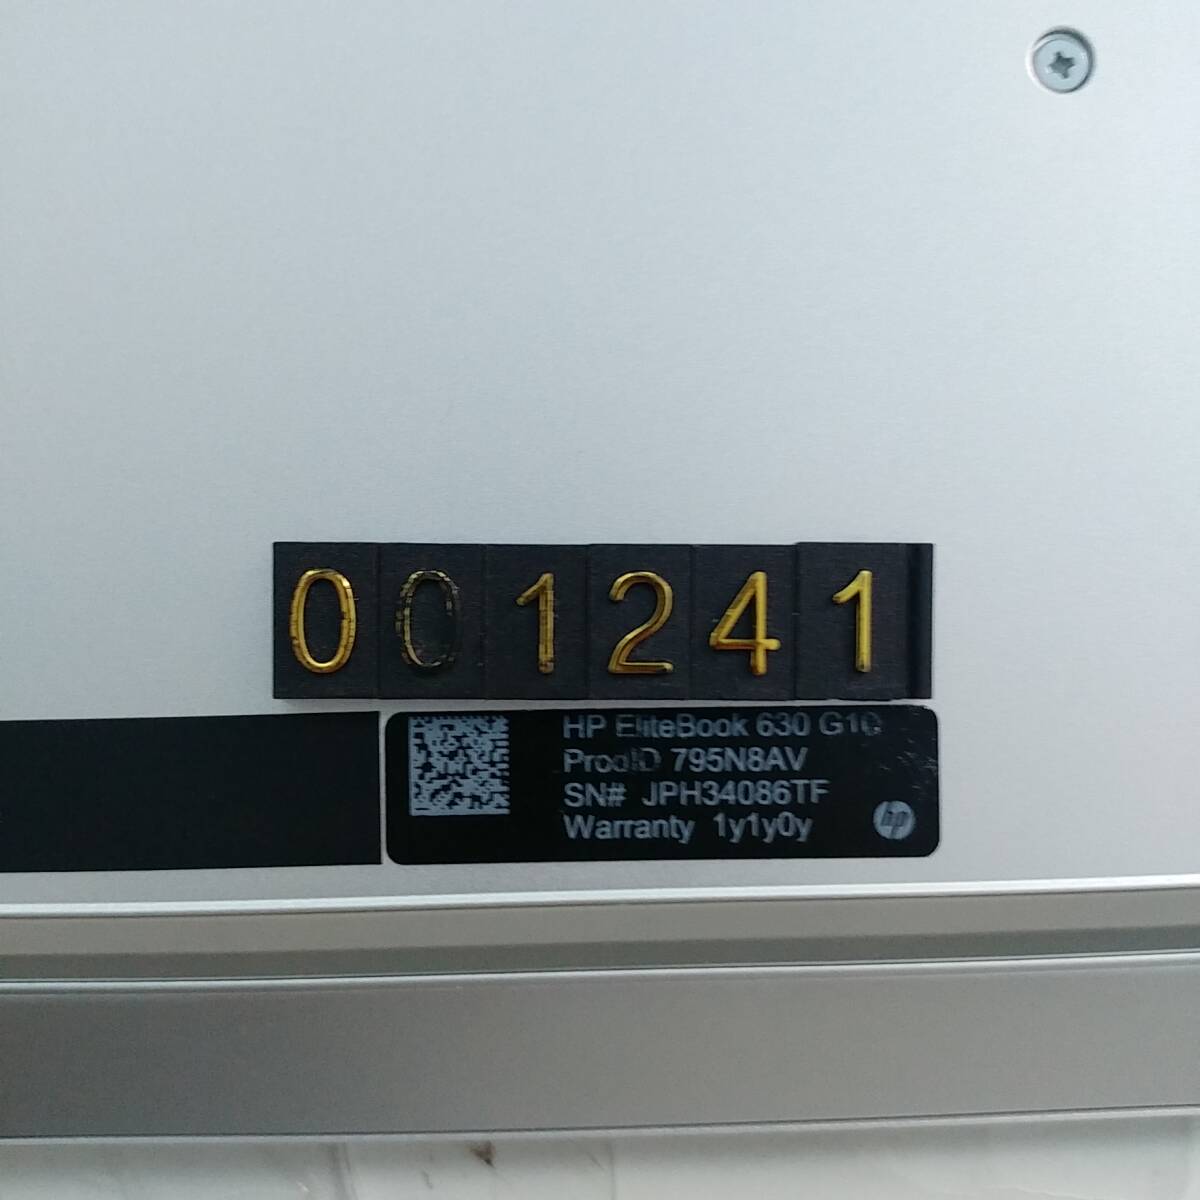 001241
HP EliteBook 630 G10
ProdID 795N8AV
SN# JPH34086TF
Warranty 1y1y0y
hp